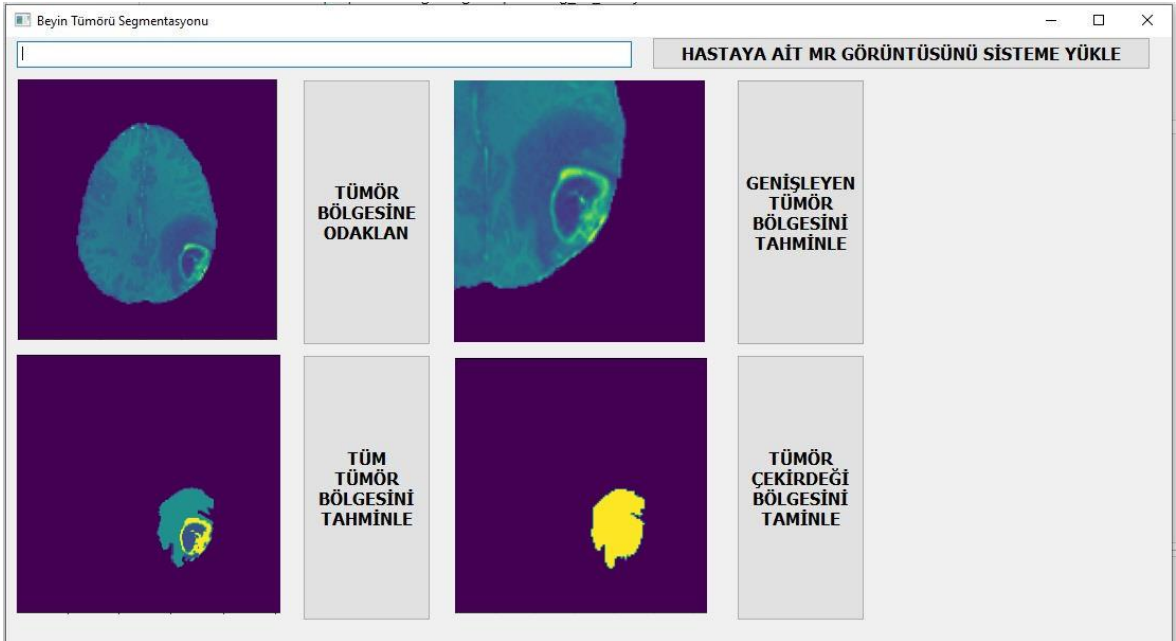 Beyin Tümörü Segmentasyonu
HASTAYA AİT MR GÖRÜNTÜSÜNÜ SİSTEME YÜKLE
TÜMÖR
BÖLGESİNE
ODAKLAN
GENİŞLEYEN
TÜMÖR
BÖLGESİNİ
TAHMİNLE
TÜM
TÜMÖR
BÖLGESİNİ
TAHMİNLE
TÜMÖR
ÇEKİRDEĞİ
BÖLGESİNİ
TAMİNLE